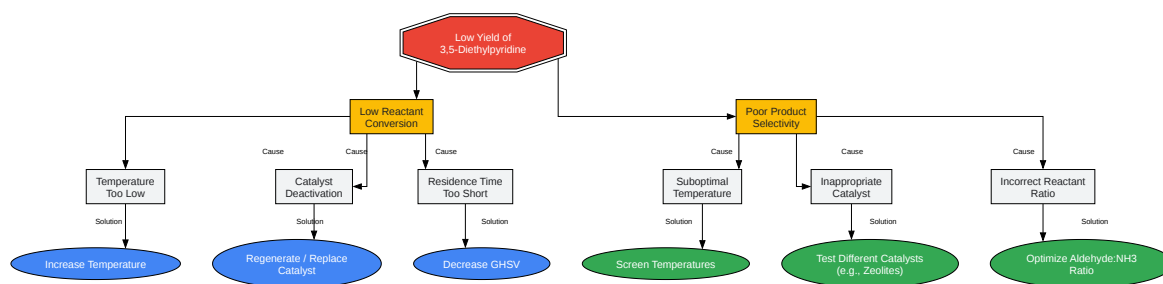 Low Yield of
3,5-Diethylpyridine
Low Reactant
Conversion
Poor Product
Selectivity
Cause
Cause
Cause
Cause
Cause
Cause
Temperature
Too Low
Catalyst
Deactivation
Residence Time
Too Short
Suboptimal
Temperature
Inappropriate
Catalyst
Incorrect Reactant
Ratio
Solution
Solution
Solution
Solution
Solution
Solution
Increase Temperature
Regenerate / Replace
Catalyst
Decrease GHSV
Screen Temperatures
Test Different Catalysts
(e.g., Zeolites)
Optimize Aldehyde:NH3
Ratio